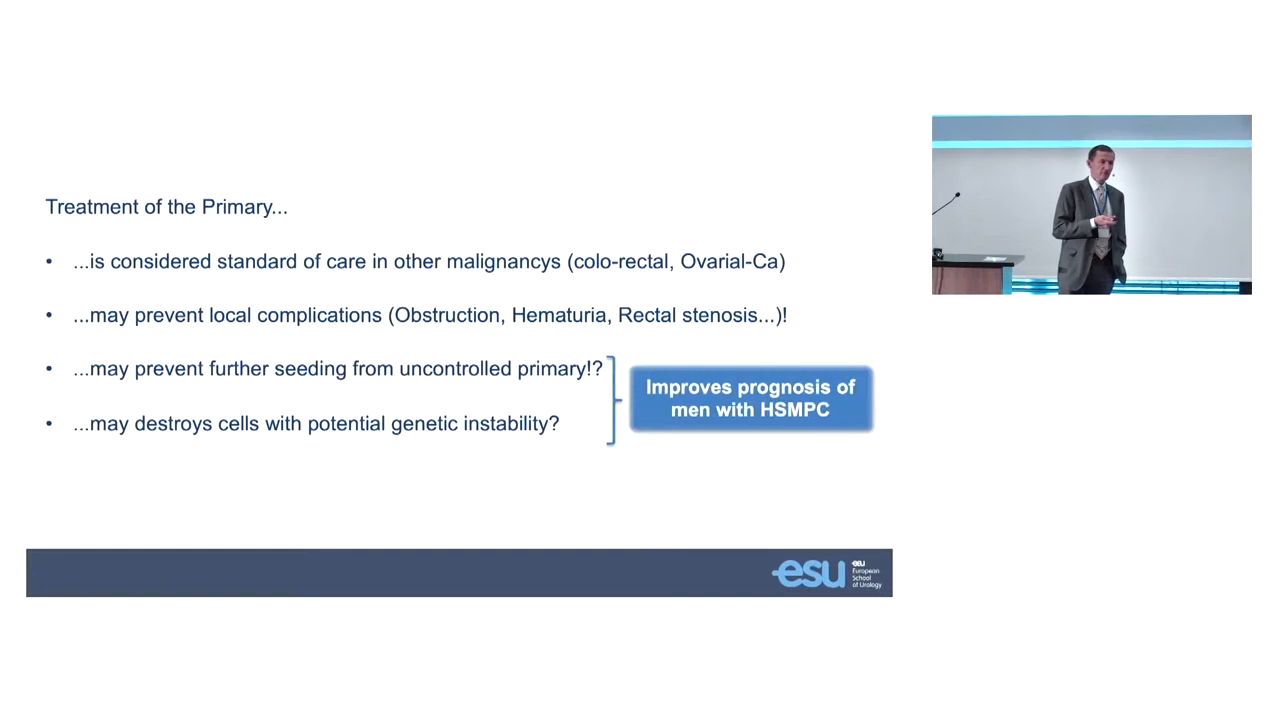 Treatment of the Primary...
• ...is considered standard of care in other malignancys (colo-rectal, Ovarial-Ca)
• ...may prevent local complications (Obstruction, Hematuria, Rectal stenosis...)!
• ...may prevent further seeding from uncontrolled primary!?
• ...may destroys cells with potential genetic instability?
Improves prognosis of
men with HSMPC
esu
eau
European
School
of Urology